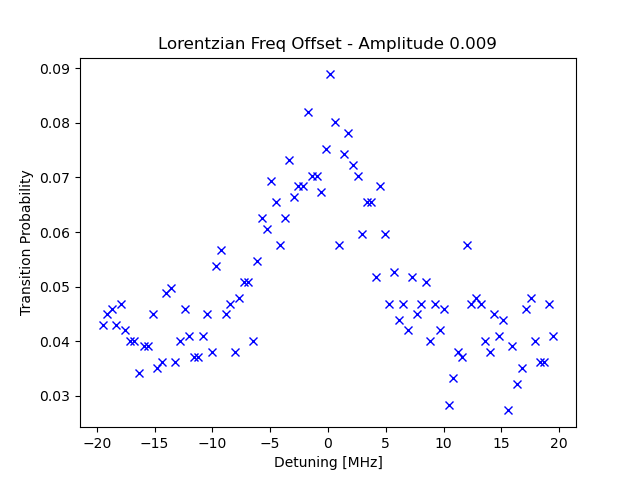 Lorentzian Freq Offset - Amplitude 0.009
Transition Probability
0.09
0.08
0.07
0.06
0.05
0.04
0.03
−20 −15 −10 −5 0 5 10 15 20
Detuning [MHz]